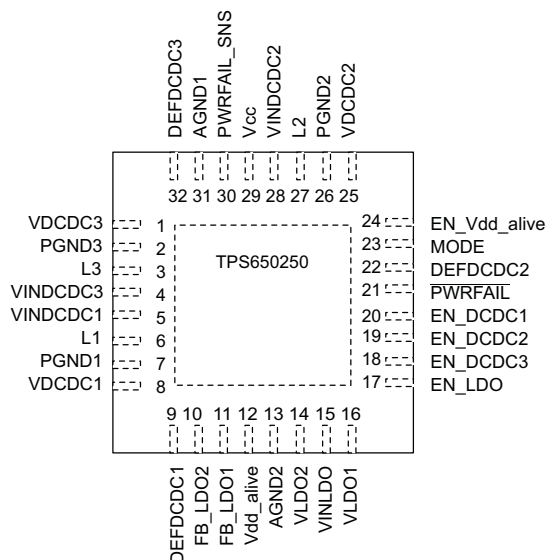 DEFDCDC3
AGND1
PWRFAIL_SNS
Vcc
VINDCDC2
L2
PGND2
VDCDC2
32 31 30 29 28 27 26 25
VDCDC3 1
PGND3 2
L3 3
VINDCDC3 4
VINDCDC1 5
L1 6
PGND1 7
VDCDC1 8
TPS650250
24 EN_Vdd_alive
23 MODE
22 DEFDCDC2
21 PWRFAIL
20 EN_DCDC1
19 EN_DCDC2
18 EN_DCDC3
17 EN_LDO
9 10 11 12 13 14 15 16
DEFDCDC1
FB_LDO2
FB_LDO1
Vdd_alive
AGND2
VLDO2
VINLDO
VLDO1